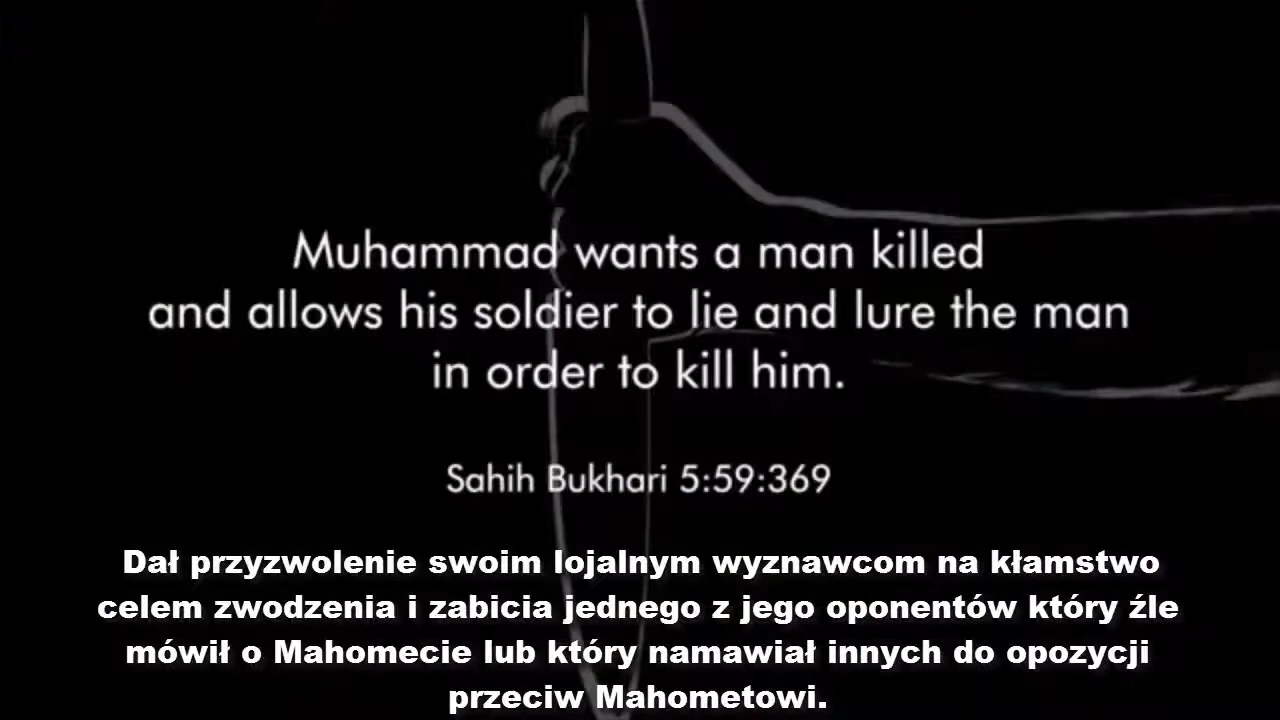 Muhammad wants a man killed
and allows his soldier to lie and lure the man
in order to kill him.
Sahih Bukhari 5:59:369
Dał przyzwolenie swoim lojalnym wyznawcom na kłamstwo
celem zwodzenia i zabicia jednego z jego oponentów który źle
mówił o Mahomecie lub który namawiał innych do opozycji
przeciw Mahometowi.